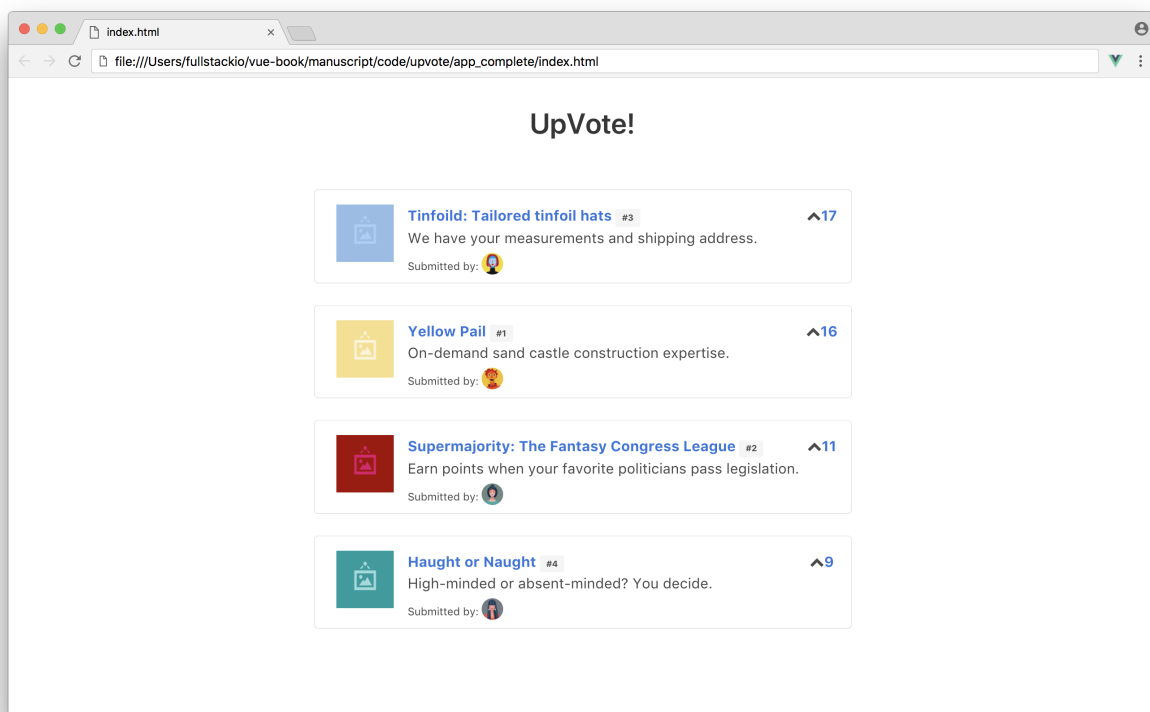 index.html
file:///Users/fullstackio/vue-book/manuscript/code/upvote/app_complete/index.html
UpVote!
Tinfoild: Tailored tinfoil hats #3 17
We have your measurements and shipping address.
Submitted by:
Yellow Pail #1 16
On-demand sand castle construction expertise.
Submitted by:
Supermajority: The Fantasy Congress League #2 11
Earn points when your favorite politicians pass legislation.
Submitted by:
Haught or Naught #4 9
High-minded or absent-minded? You decide.
Submitted by: